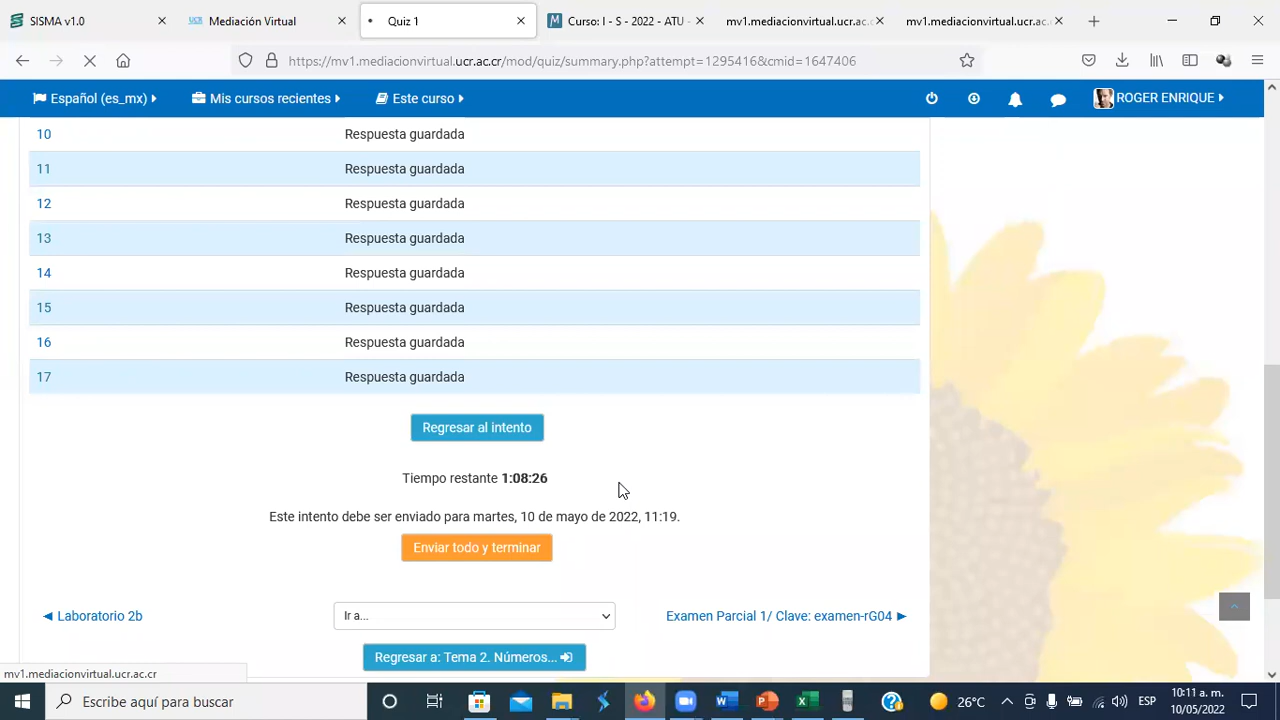 SISMA v1.0
Mediación Virtual
Quiz 1
Curso: I - S - 2022 - ATU -
mv1.mediacionvirtual.ucr.ac.c
mv1.mediacionvirtual.ucr.ac.c
https://mv1.mediacionvirtual.ucr.ac.cr/mod/quiz/summary.php?attempt=1295416&cmid=1647406
Español (es_mx)
Mis cursos recientes
Este curso
ROGER ENRIQUE
10 Respuesta guardada
11 Respuesta guardada
12 Respuesta guardada
13 Respuesta guardada
14 Respuesta guardada
15 Respuesta guardada
16 Respuesta guardada
17 Respuesta guardada
Regresar al intento
Tiempo restante 1:08:26
Este intento debe ser enviado para martes, 10 de mayo de 2022, 11:19.
Enviar todo y terminar
◄ Laboratorio 2b
Ir a...
Examen Parcial 1/ Clave: examen-rG04 ►
Regresar a: Tema 2. Números...
mv1.mediacionvirtual.ucr.ac.cr
Escribe aquí para buscar
26°C
ESP
10:11 a. m.
10/05/2022